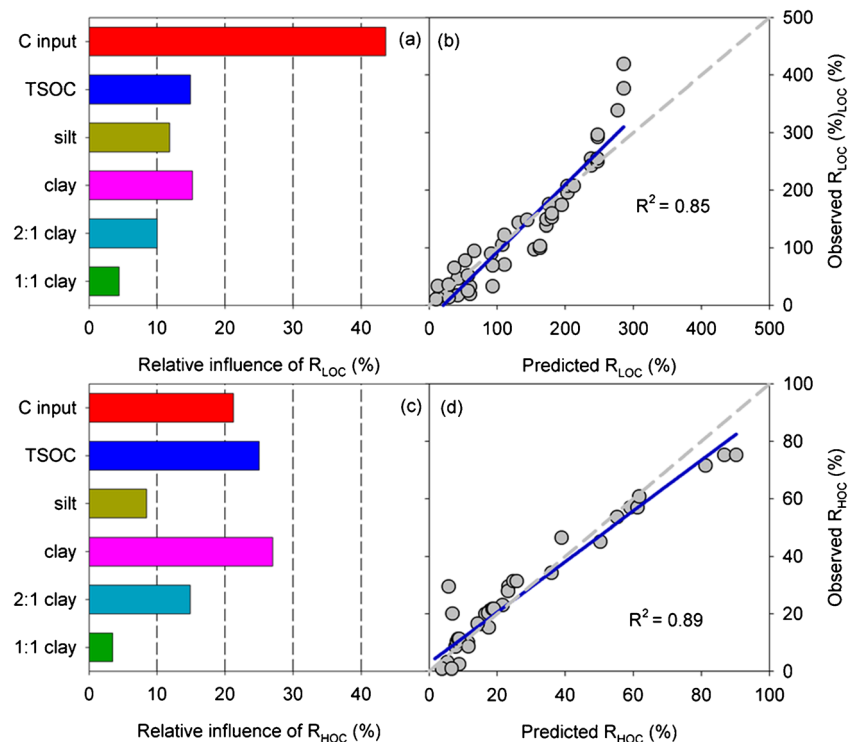 (a)
C input
TSOC
silt
clay
2:1 clay
1:1 clay
0 10 20 30 40
Relative influence of R_LOC (%)
(b)
500
400
300
200
100
0
Observed R_LOC (%)_LOC (%)
R² = 0.85
0 100 200 300 400 500
Predicted R_LOC (%)
(c)
C input
TSOC
silt
clay
2:1 clay
1:1 clay
0 10 20 30 40
Relative influence of R_HOC (%)
(d)
100
80
60
40
20
0
Observed R_HOC (%)
R² = 0.89
0 20 40 60 80 100
Predicted R_HOC (%)